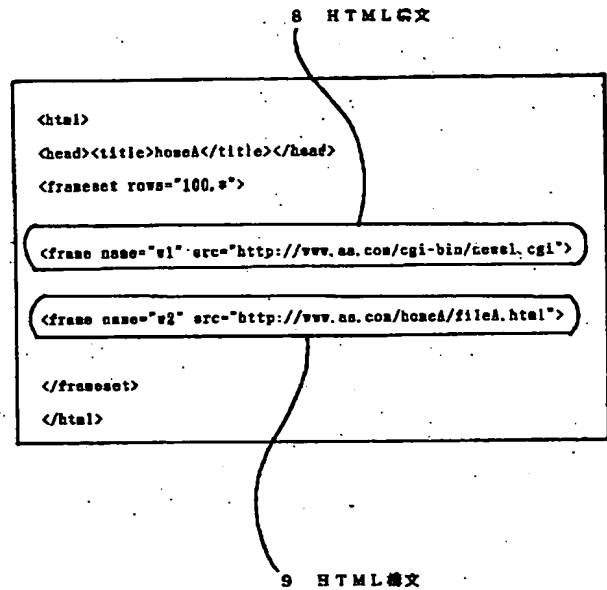 8 HTML構文
<html>
<head><title>homeA</title></head>
<frameset rows="100,*">
<frame name="w1" src="http://www.aa.com/cgi-bin/news1.cgi">
<frame name="w2" src="http://www.aa.com/homeA/fileA.html">
</frameset>
</html>
9 HTML構文